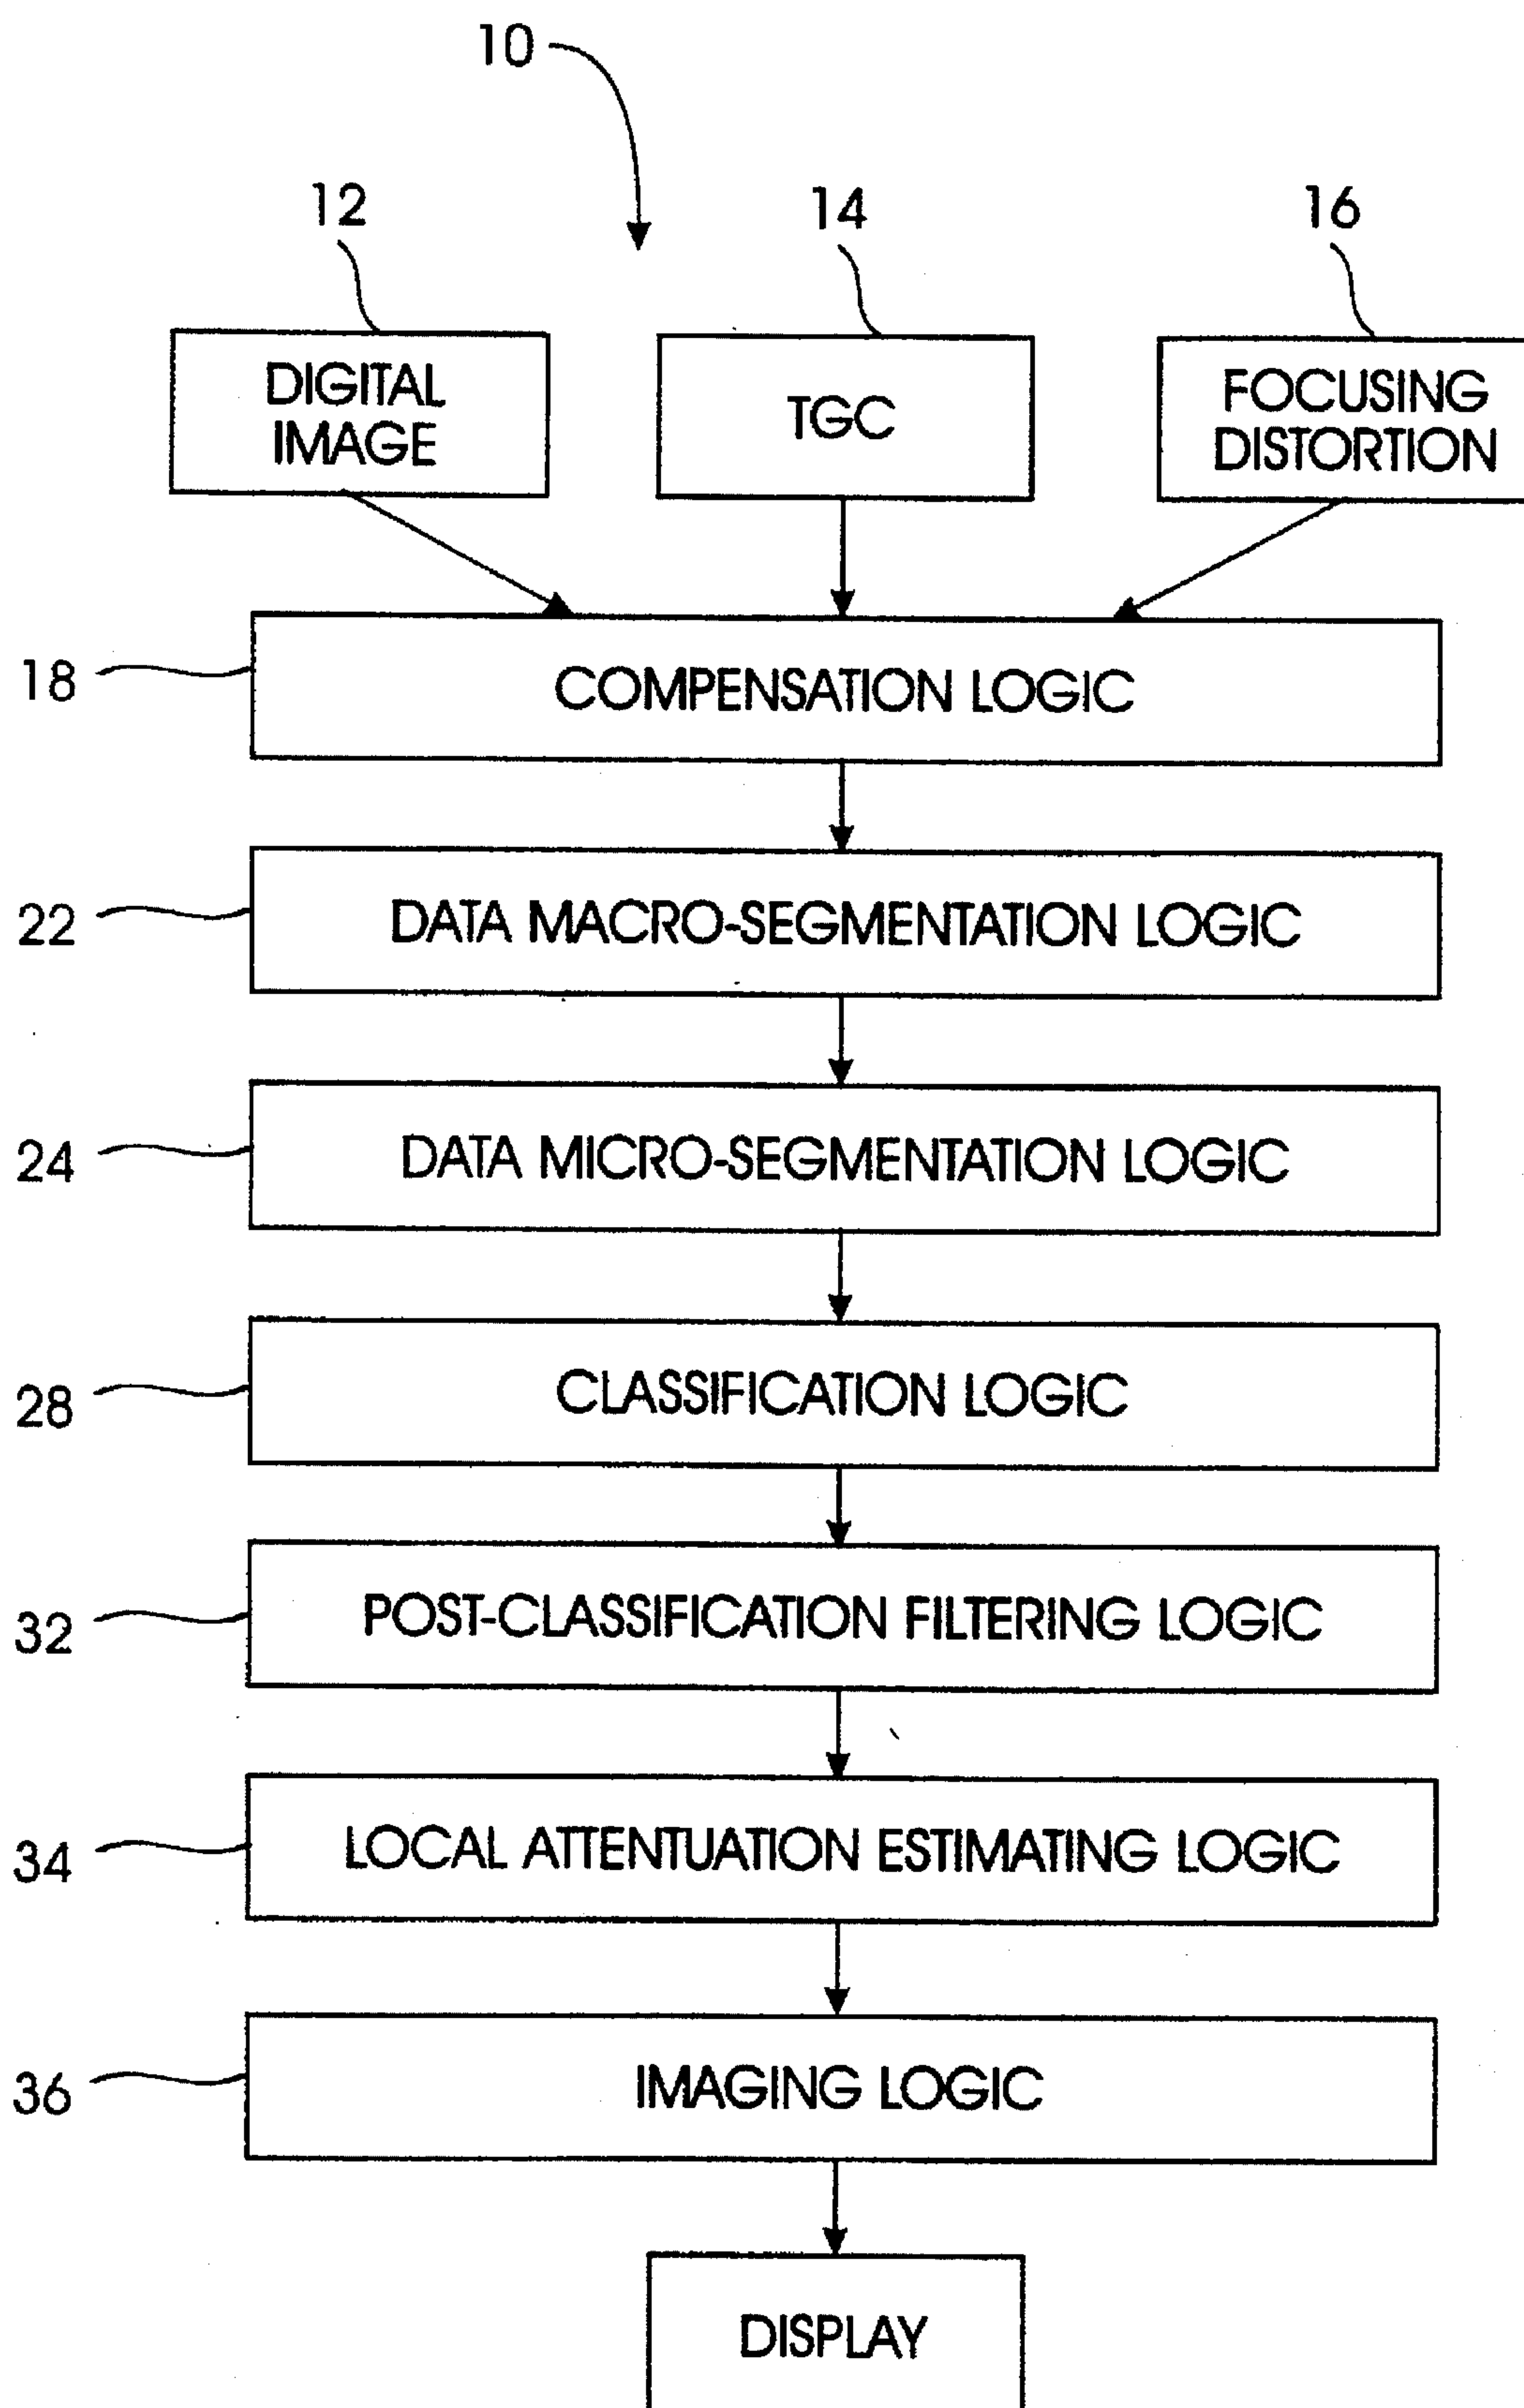 10
12
14
16
DIGITAL
IMAGE
TGC
FOCUSING
DISTORTION
18
COMPENSATION LOGIC
22
DATA MACRO-SEGMENTATION LOGIC
24
DATA MICRO-SEGMENTATION LOGIC
28
CLASSIFICATION LOGIC
32
POST-CLASSIFICATION FILTERING LOGIC
34
LOCAL ATTENTUATION ESTIMATING LOGIC
36
IMAGING LOGIC
DISPLAY